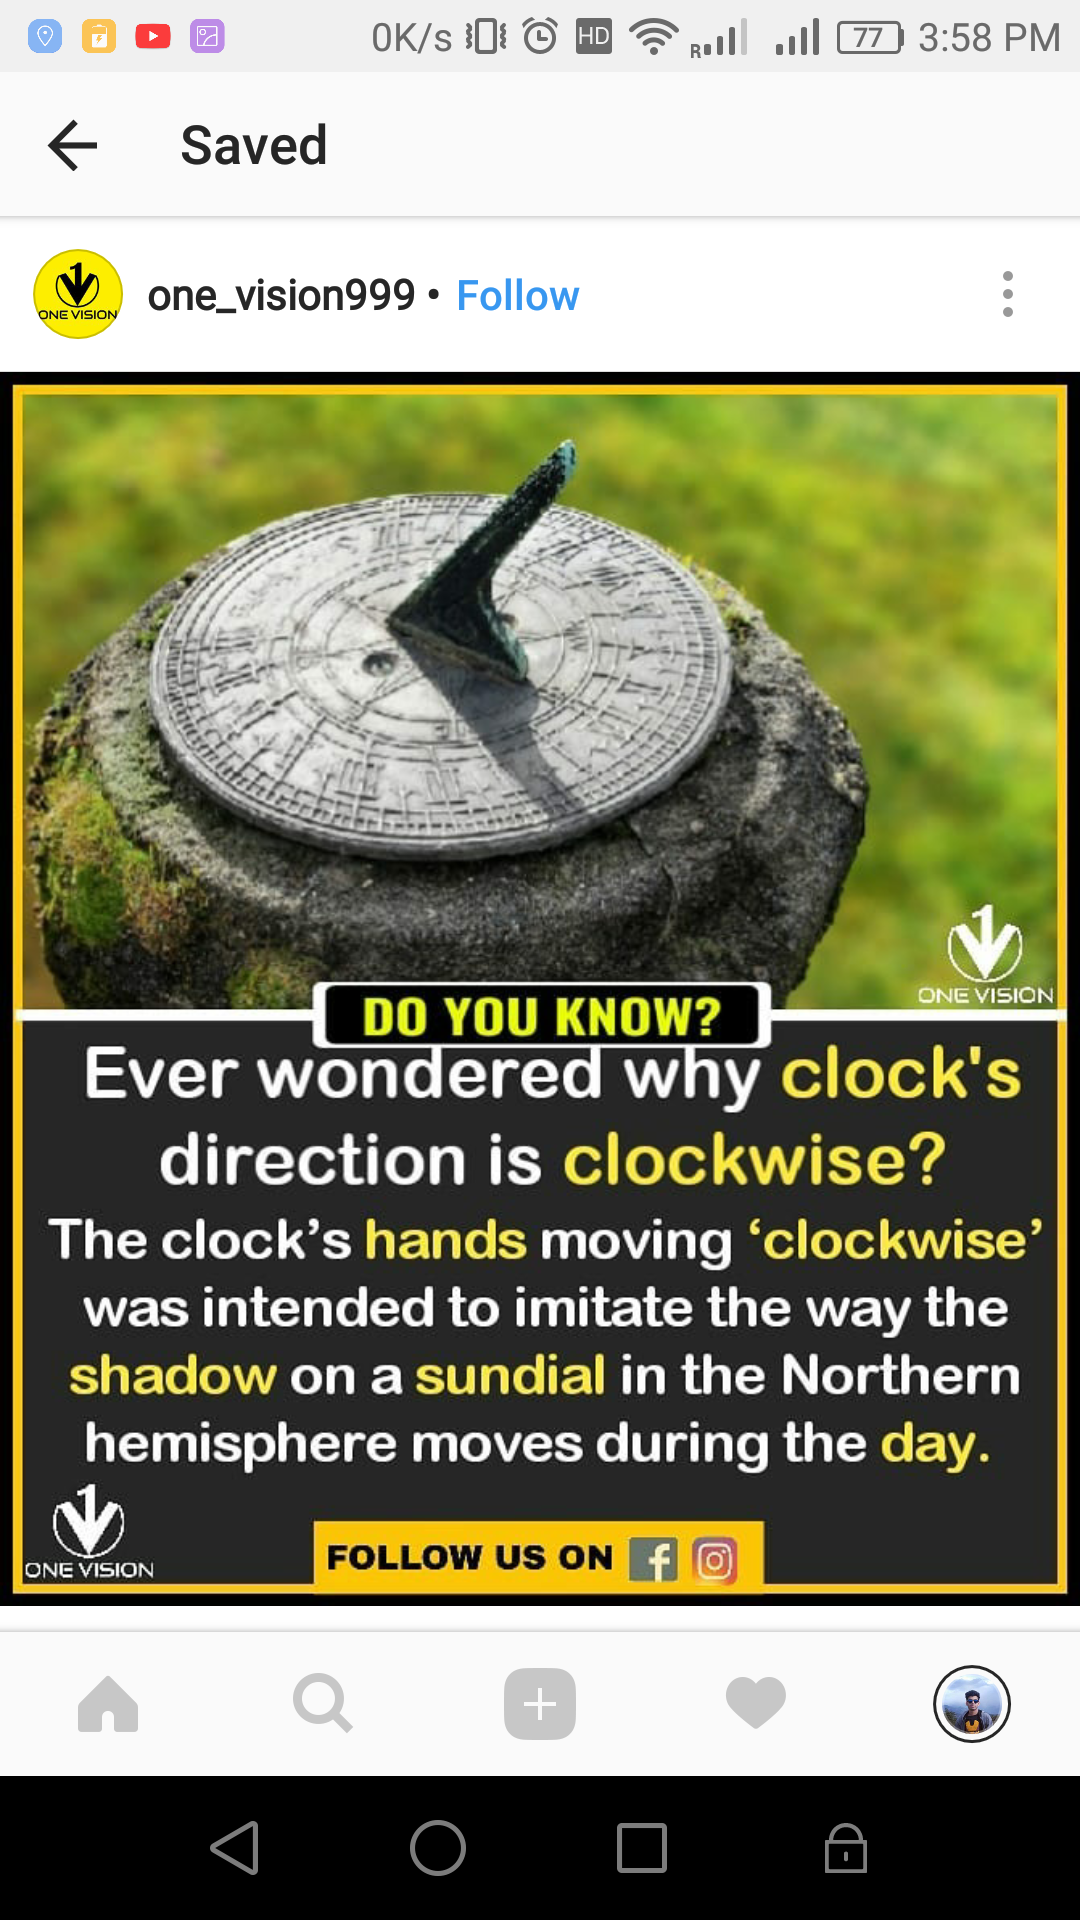 0K/s HD R 77 3:58 PM
Saved
ONE VISION
one_vision999 • Follow
ONE VISION
DO YOU KNOW?
Ever wondered why clock's
direction is clockwise?
The clock’s hands moving ‘clockwise’
was intended to imitate the way the
shadow on a sundial in the Northern
hemisphere moves during the day.
ONE VISION
FOLLOW US ON